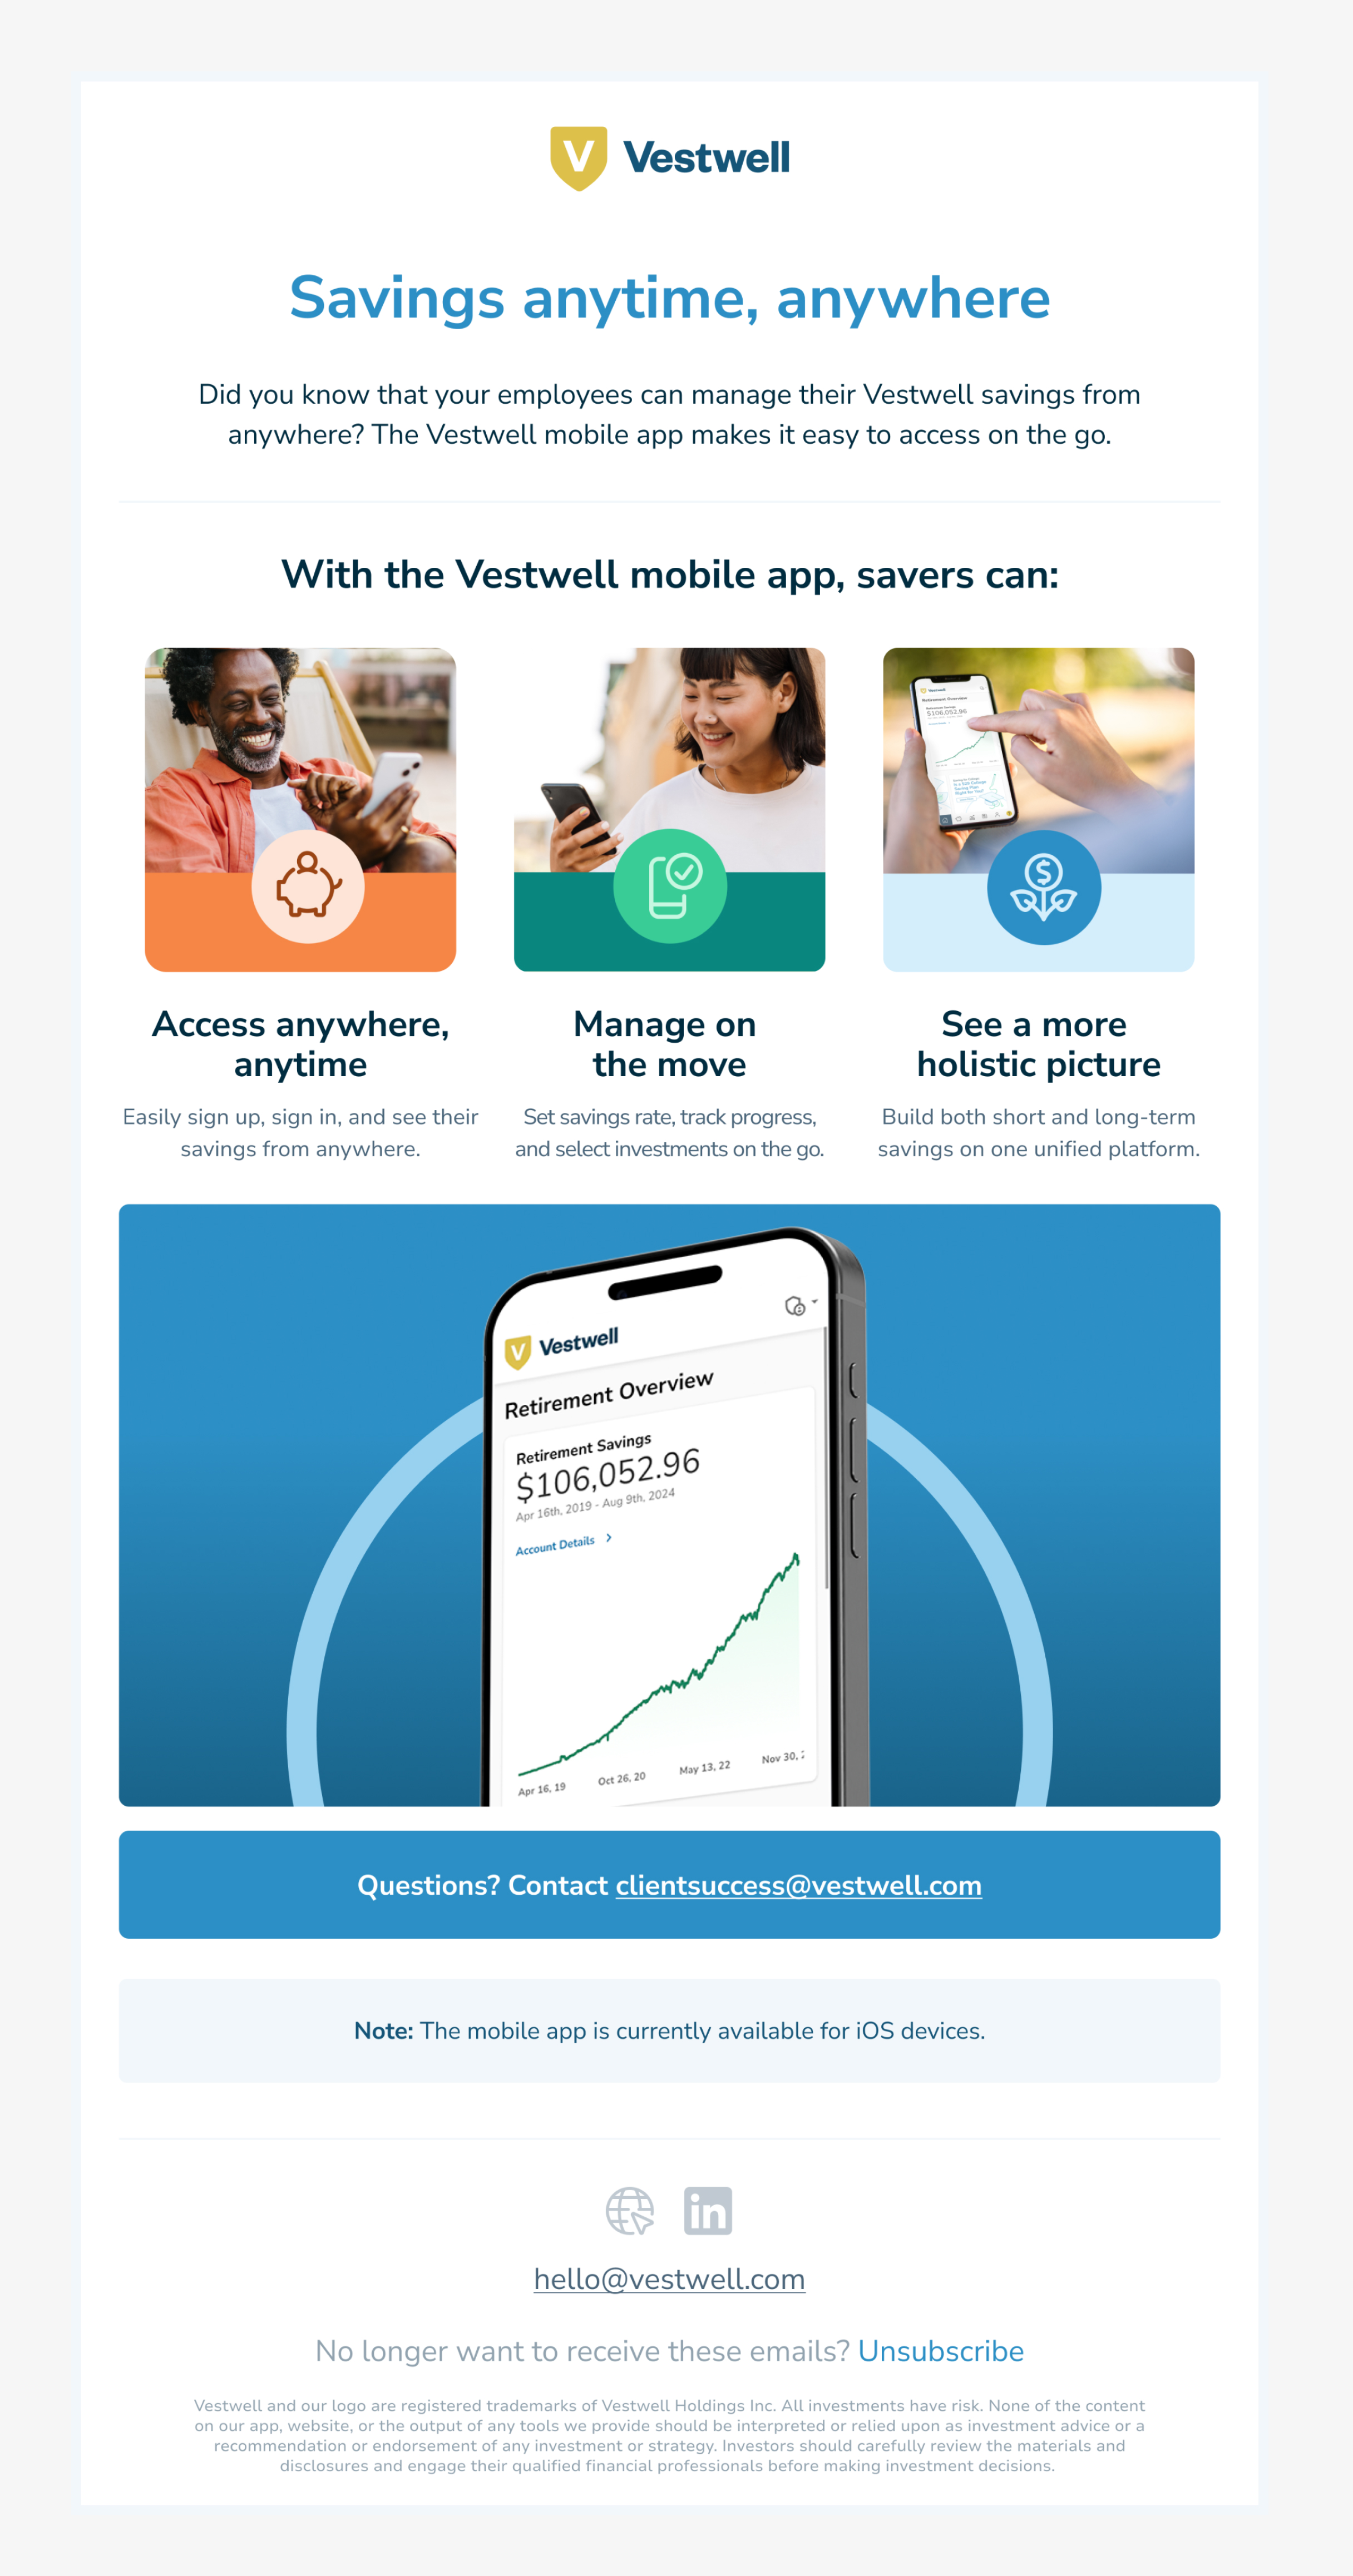 Vestwell
Savings anytime, anywhere
Did you know that your employees can manage their Vestwell savings from
anywhere? The Vestwell mobile app makes it easy to access on the go.
With the Vestwell mobile app, savers can:
Vestwell
Retirement Overview
Retirement Savings
$106,052.96
Access anywhere,
anytime
Easily sign up, sign in, and see their
savings from anywhere.
Manage on
the move
Set savings rate, track progress,
and select investments on the go.
See a more
holistic picture
Build both short and long-term
savings on one unified platform.
V Vestwell
Retirement Overview
Retirement Savings
$106,052.96
Apr 16th, 2019 - Aug 9th, 2024
Account Details
Apr 16, 19 Oct 26, 20 May 13, 22 Nov 30,
Questions? Contact clientsuccess@vestwell.com
Note: The mobile app is currently available for iOS devices.
in
hello@vestwell.com
No longer want to receive these emails? Unsubscribe
Vestwell and our logo are registered trademarks of Vestwell Holdings Inc. All investments have risk. None of the content
on our app, website, or the output of any tools we provide should be interpreted or relied upon as investment advice or a
recommendation or endorsement of any investment or strategy. Investors should carefully review the materials and
disclosures and engage their qualified financial professionals before making investment decisions.